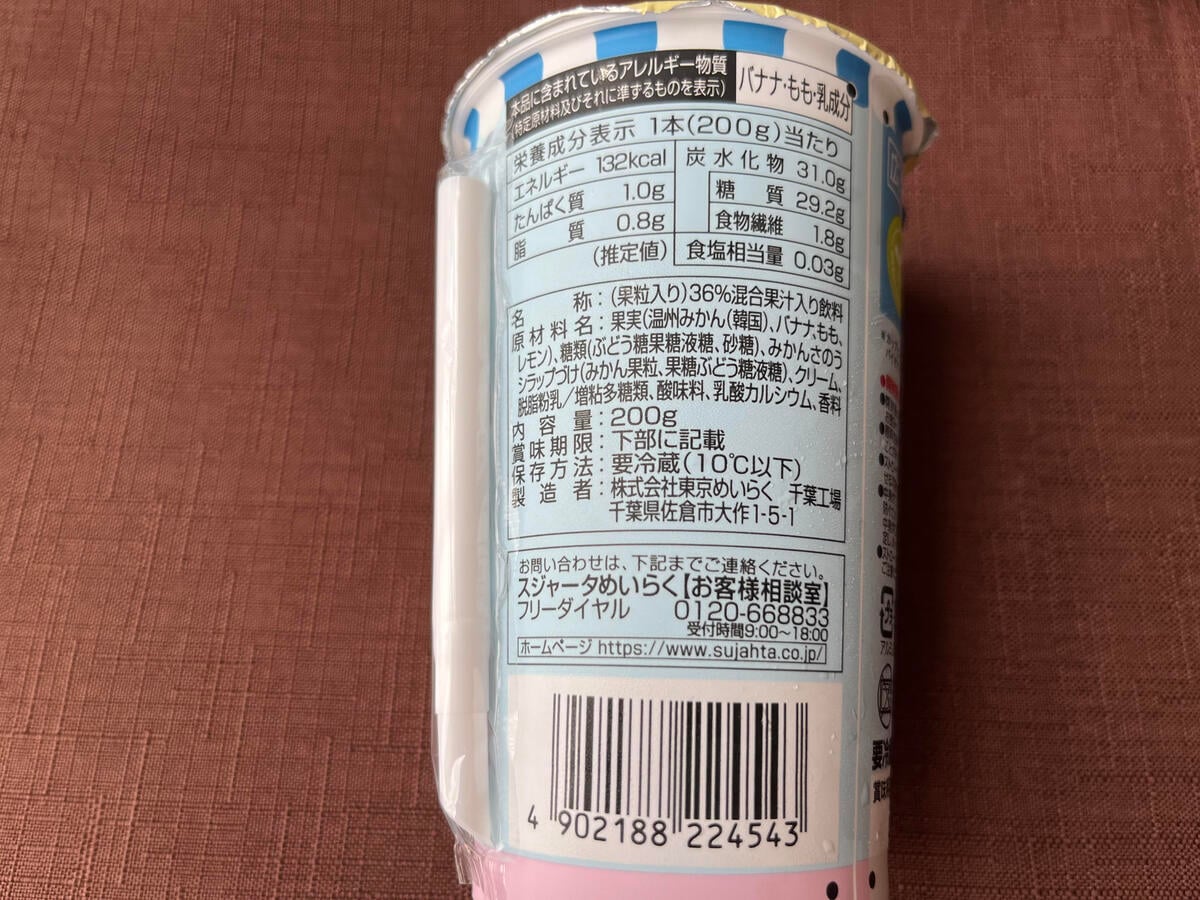 本品に含まれているアレルギー物質
(特定原材料及びそれに準ずるものを表示)
バナナ・もも・乳成分
栄養成分表示 1本(200g)当たり
エネルギー 132kcal
たんぱく質 1.0g
脂質 0.8g
(推定値)
炭水化物 31.0g
糖質 29.2g
食物繊維 1.8g
食塩相当量 0.03g
名称:(果粒入り)36%混合果汁入り飲料
原材料名:果実(温州みかん(韓国)、バナナ、もも、
レモン)、糖類(ぶどう糖果糖液糖、砂糖)、みかんさのう
シラップづけ(みかん果粒、果糖ぶどう糖液糖)、クリーム、
脱脂粉乳/増粘多糖類、酸味料、乳酸カルシウム、香料
内容量:200g
賞味期限:下部に記載
保存方法:要冷蔵(10℃以下)
製造者:株式会社東京めいらく 千葉工場
千葉県佐倉市大作1-5-1
お問い合わせは、下記までご連絡ください。
スジャータめいらく【お客様相談室】
フリーダイヤル 0120-668833
受付時間9:00〜18:00
ホームページ https://www.sujahta.co.jp/
4 902188 224543
要冷
賞味